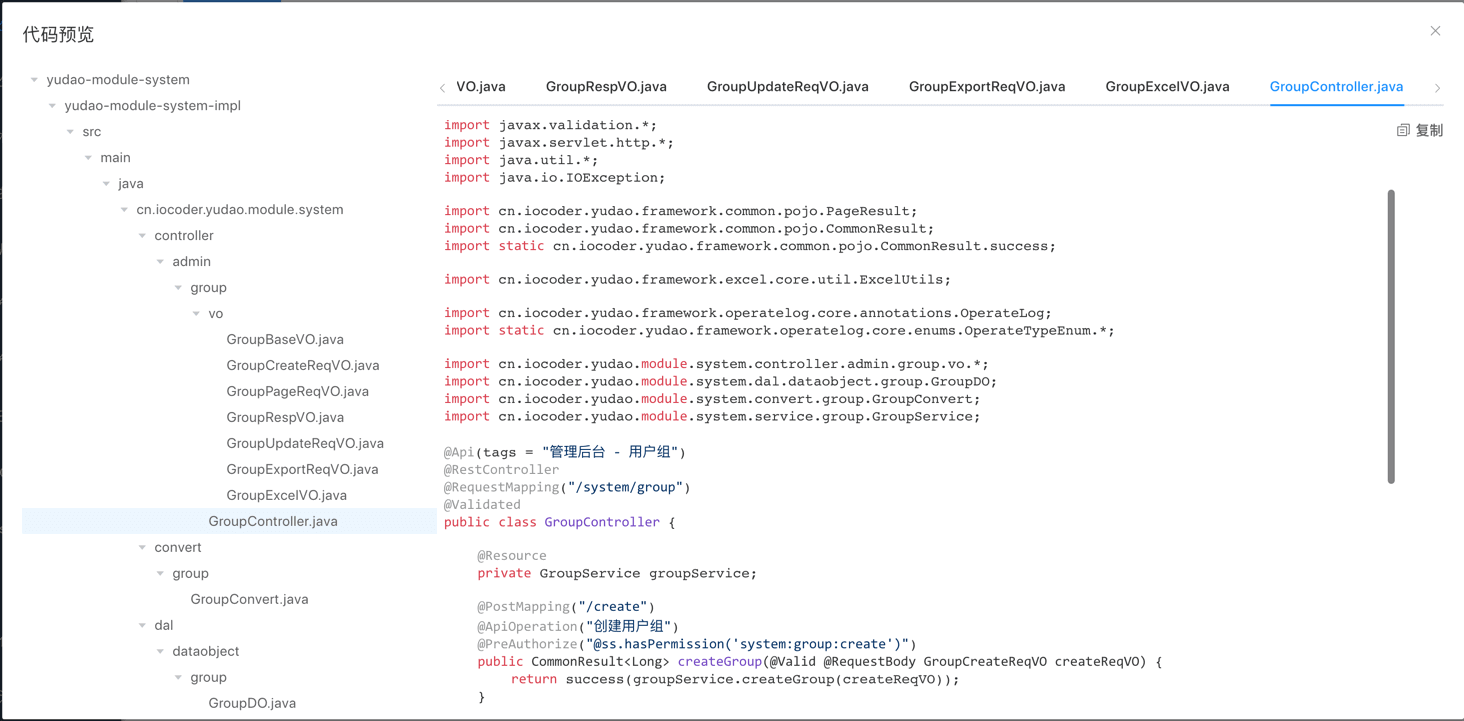 代码预览
yudao-module-system
yudao-module-system-impl
src
main
java
cn.iocoder.yudao.module.system
controller
admin
group
vo
GroupBaseVO.java
GroupCreateReqVO.java
GroupPageReqVO.java
GroupRespVO.java
GroupUpdateReqVO.java
GroupExportReqVO.java
GroupExcelVO.java
GroupController.java
convert
group
GroupConvert.java
dal
dataobject
group
GroupDO.java
VO.java GroupRespVO.java GroupUpdateReqVO.java GroupExportReqVO.java GroupExcelVO.java GroupController.java
复制
import javax.validation.*;
import javax.servlet.http.*;
import java.util.*;
import java.io.IOException;
import cn.iocoder.yudao.framework.common.pojo.PageResult;
import cn.iocoder.yudao.framework.common.pojo.CommonResult;
import static cn.iocoder.yudao.framework.common.pojo.CommonResult.success;
import cn.iocoder.yudao.framework.excel.core.util.ExcelUtils;
import cn.iocoder.yudao.framework.operatelog.core.annotations.OperateLog;
import static cn.iocoder.yudao.framework.operatelog.core.enums.OperateTypeEnum.*;
import cn.iocoder.yudao.module.system.controller.admin.group.vo.*;
import cn.iocoder.yudao.module.system.dal.dataobject.group.GroupDO;
import cn.iocoder.yudao.module.system.convert.group.GroupConvert;
import cn.iocoder.yudao.module.system.service.group.GroupService;
@Api(tags = "管理后台 - 用户组")
@RestController
@RequestMapping("/system/group")
@Validated
public class GroupController {
@Resource
private GroupService groupService;
@PostMapping("/create")
@ApiOperation("创建用户组")
@PreAuthorize("@ss.hasPermission('system:group:create')")
public CommonResult<Long> createGroup(@Valid @RequestBody GroupCreateReqVO createReqVO) {
return success(groupService.createGroup(createReqVO));
}